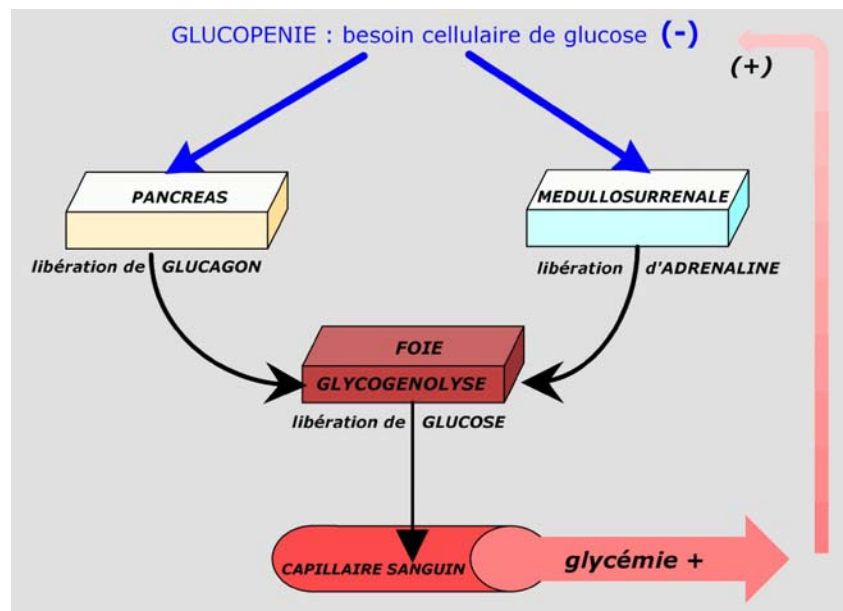 GLUCOPENIE : besoin cellulaire de glucose (-)
(+)
PANCREAS
MEDULLOSURRENALE
libération de GLUCAGON
libération d'ADRENALINE
FOIE
GLYCOGENOLYSE
libération de GLUCOSE
CAPILLAIRE SANGUIN
glycémie +